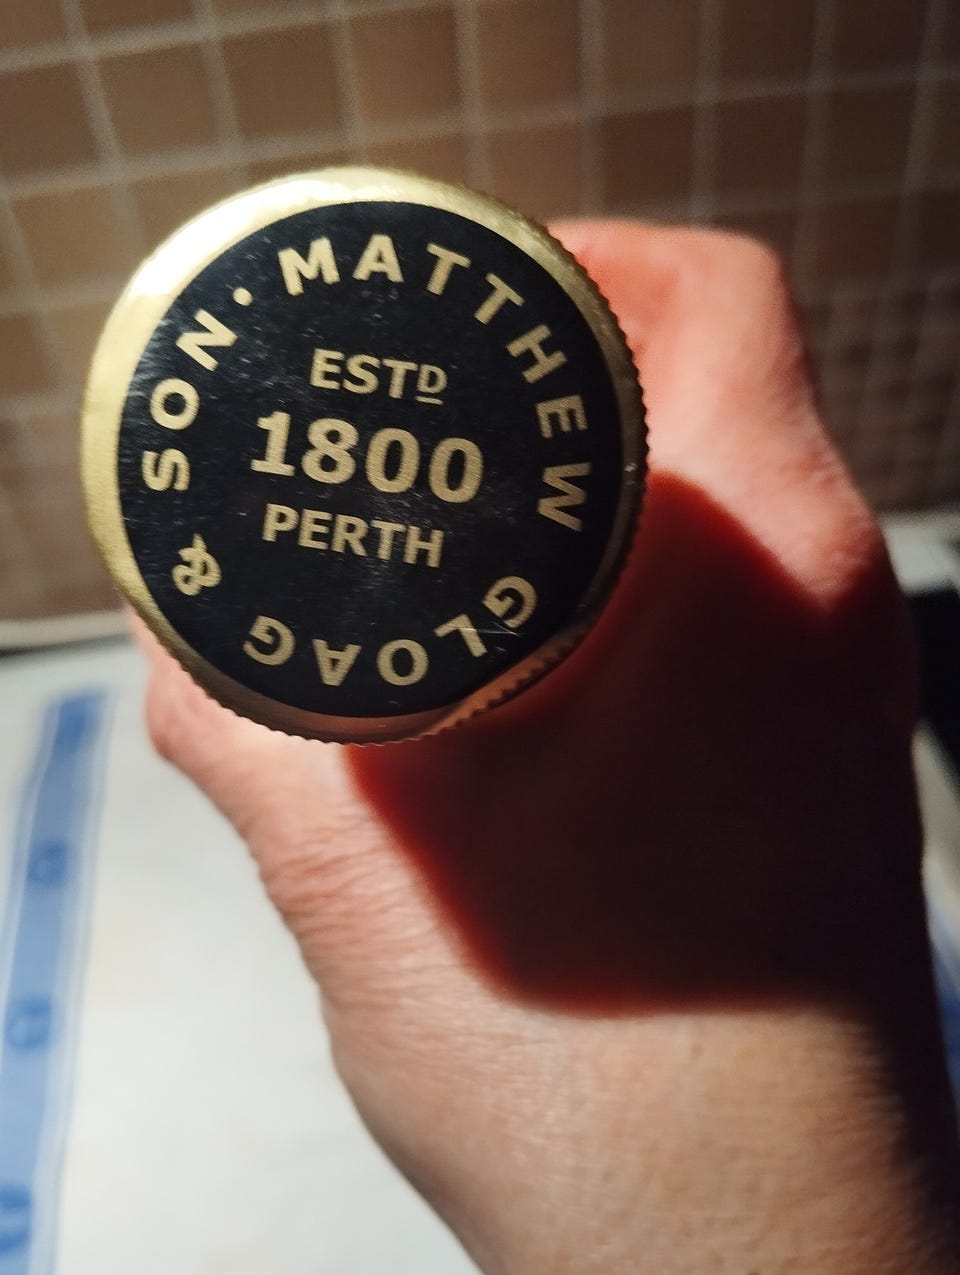 MATTHEW GLOAG & SON ·
ESTD
1800
PERTH